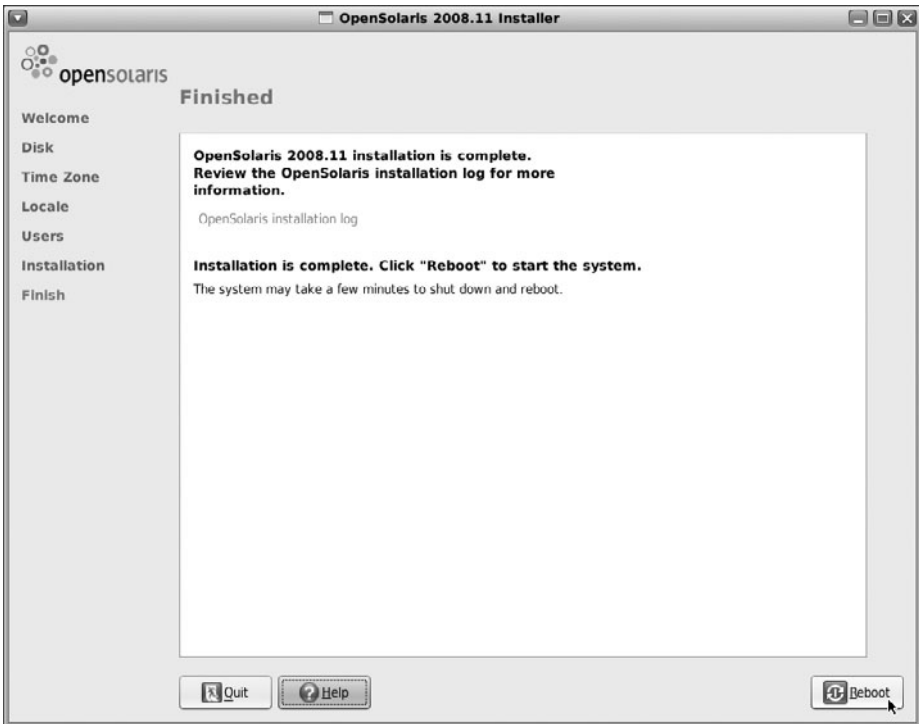 OpenSolaris 2008.11 Installer
opensolaris
Finished
Welcome
Disk
Time Zone
Locale
Users
Installation
Finish
OpenSolaris 2008.11 installation is complete.
Review the OpenSolaris installation log for more
information.
OpenSolaris installation log
Installation is complete. Click "Reboot" to start the system.
The system may take a few minutes to shut down and reboot.
Quit
Help
Reboot